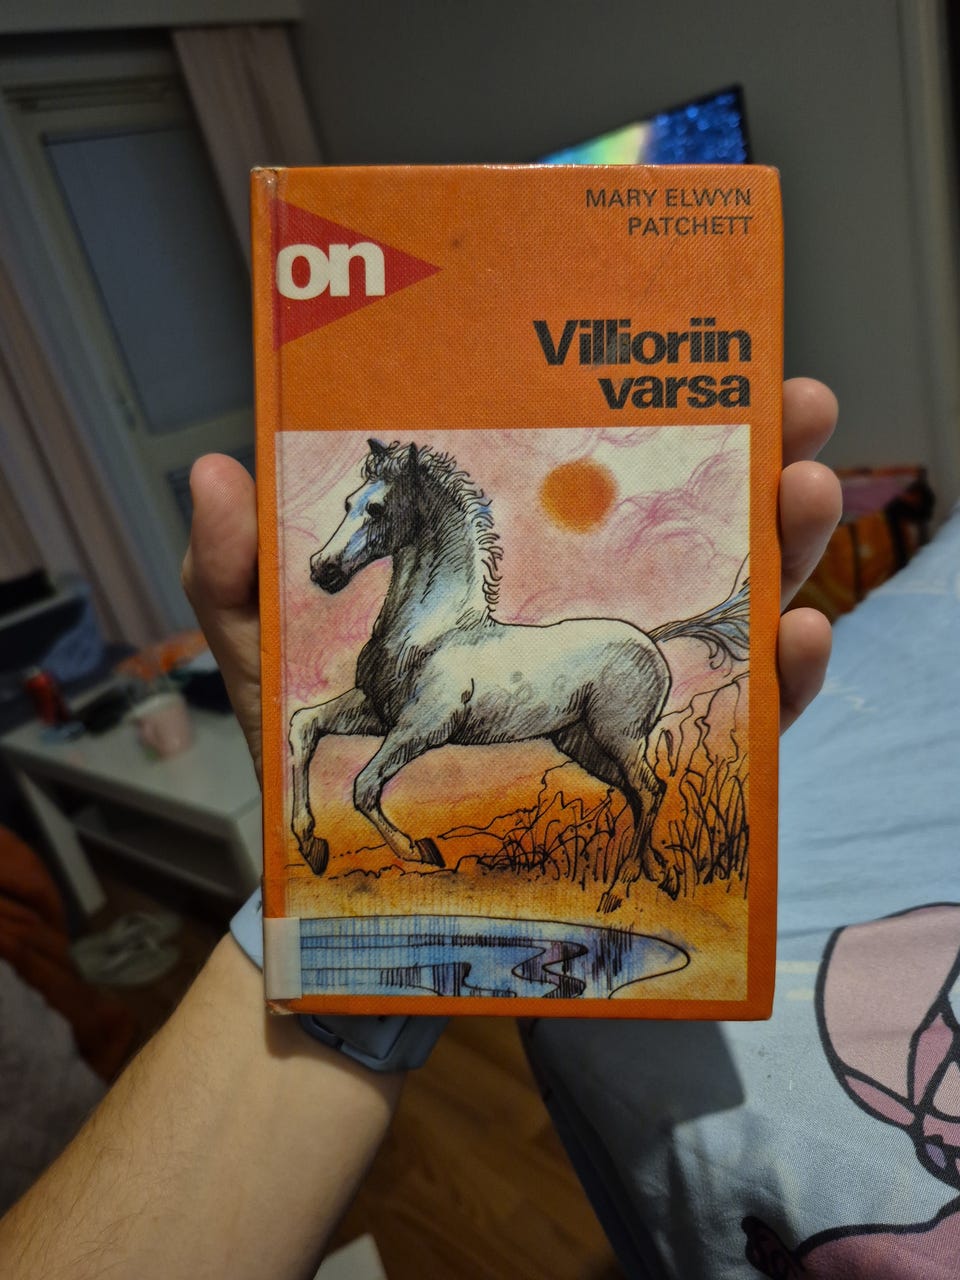 on
MARY ELWYN
PATCHETT
Villioriin
varsa